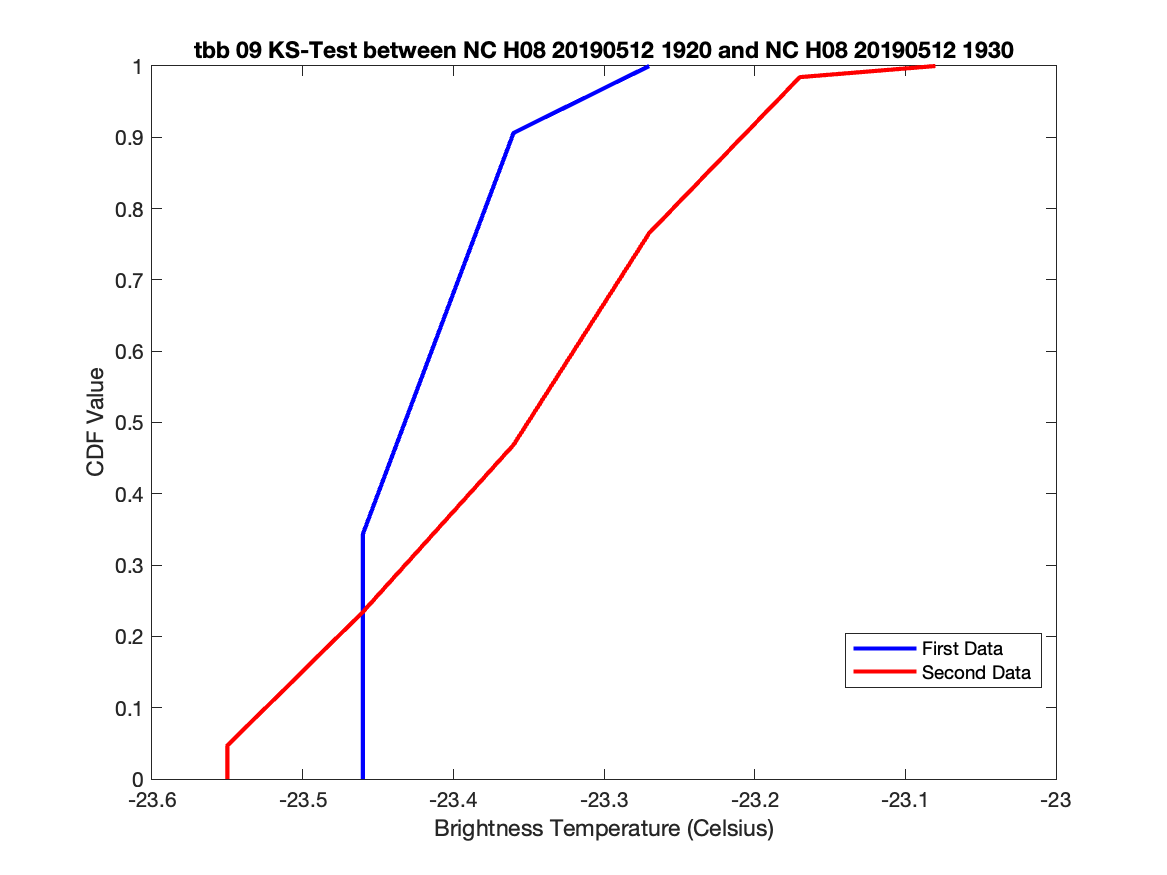 tbb 09 KS-Test between NC H08 20190512 1920 and NC H08 20190512 1930
1
0.9
0.8
0.7
0.6
0.5
0.4
0.3
0.2
0.1
0
CDF Value
First Data
Second Data
-23.6 -23.5 -23.4 -23.3 -23.2 -23.1 -23
Brightness Temperature (Celsius)